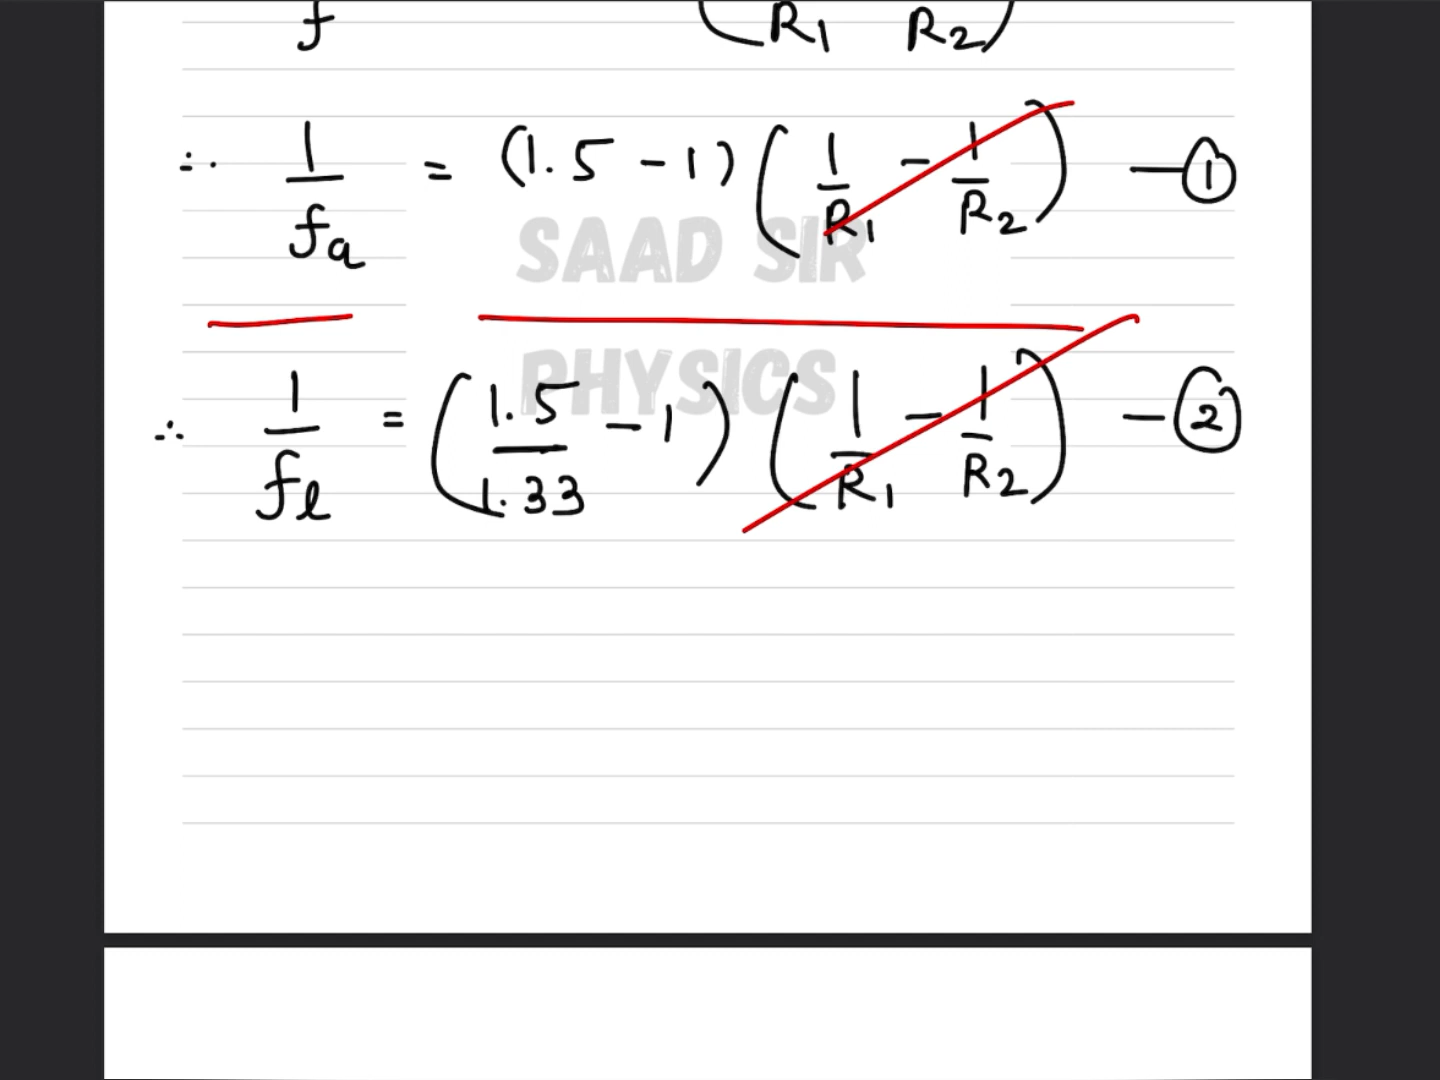 f (R₁ R₂)
∴ 1/fa = (1.5 - 1) (1/R₁ - 1/R₂) — ①
SAAD SIR
PHYSICS
∴ 1/fl = (1.5/1.33 - 1) (1/R₁ - 1/R₂) — ②